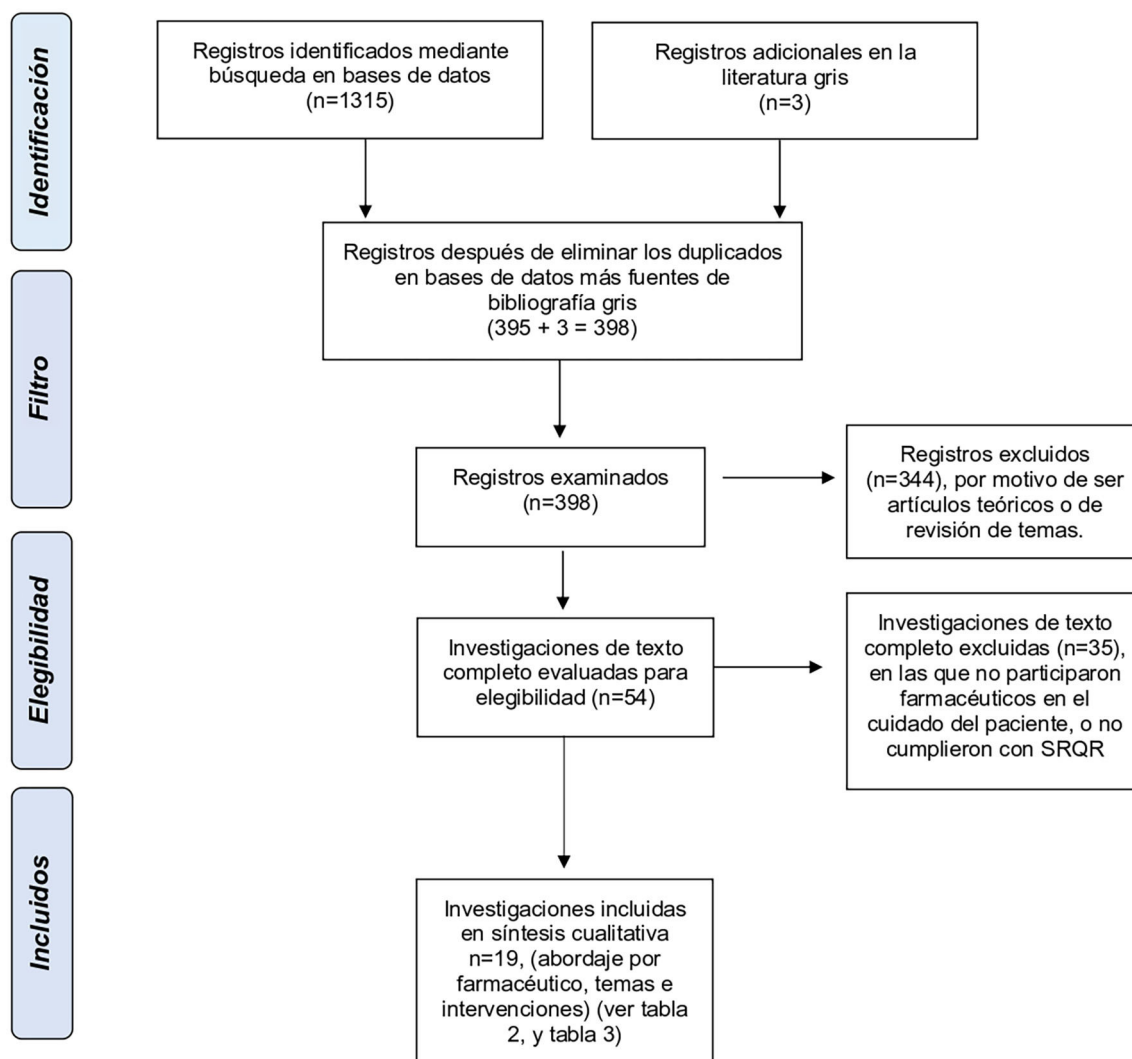 Identificación
Registros identificados mediante
búsqueda en bases de datos
(n=1315)
Registros adicionales en la
literatura gris
(n=3)
Filtro
Registros después de eliminar los duplicados
en bases de datos más fuentes de
bibliografía gris
(395 + 3 = 398)
Registros examinados
(n=398)
Registros excluidos
(n=344), por motivo de ser
artículos teóricos o de
revisión de temas.
Elegibilidad
Investigaciones de texto
completo evaluadas para
elegibilidad (n=54)
Investigaciones de texto
completo excluidas (n=35),
en las que no participaron
farmacéuticos en el
cuidado del paciente, o no
cumplieron con SRQR
Incluidos
Investigaciones incluidas
en síntesis cualitativa
n=19, (abordaje por
farmacéutico, temas e
intervenciones) (ver tabla
2, y tabla 3)